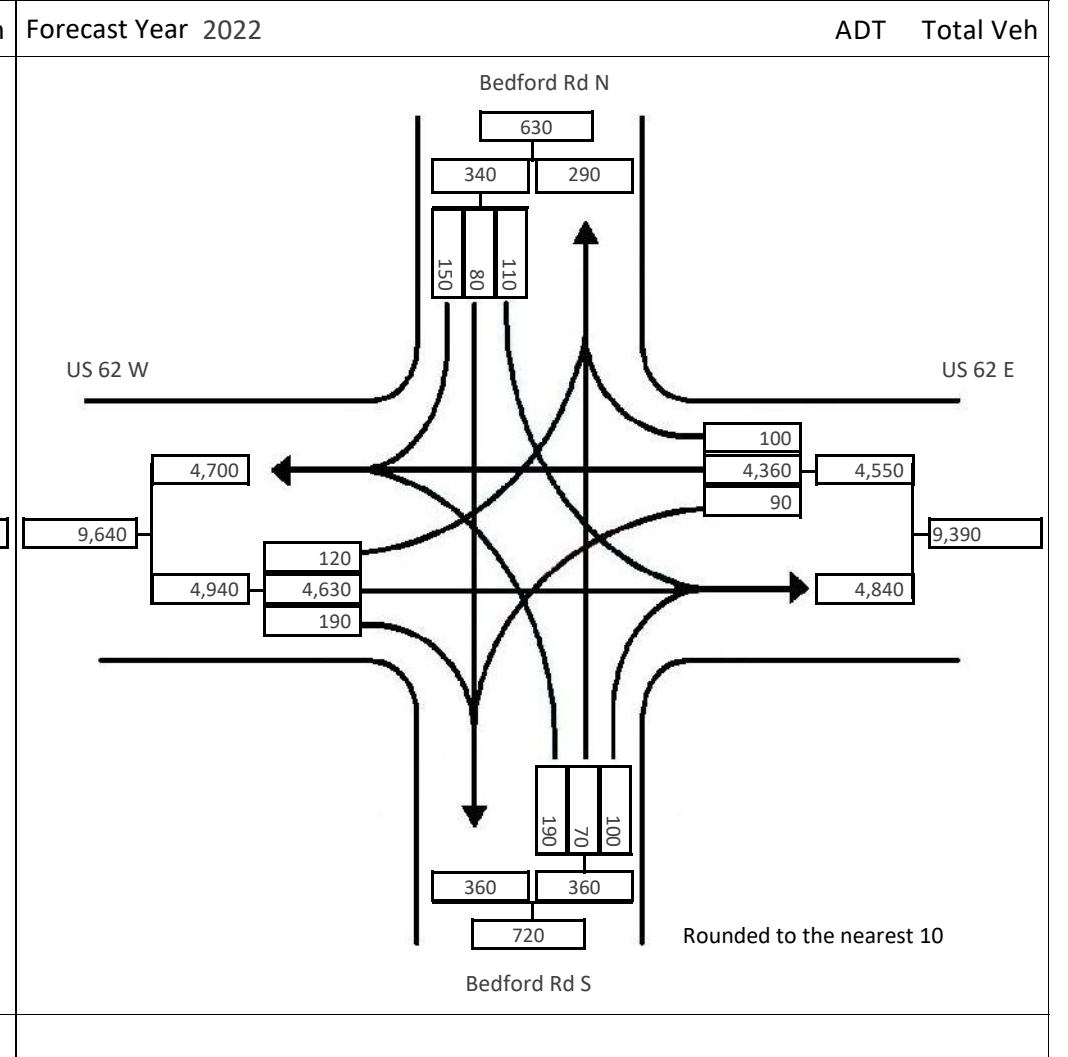 n
Forecast Year 2022 ADT Total Veh
Bedford Rd N
630
340 290
150 80 110
US 62 W US 62 E
100
4,700 4,360 4,550
90
9,640 9,390
120
4,940 4,630 4,840
190
190 70 100
360 360
720
Rounded to the nearest 10
Bedford Rd S